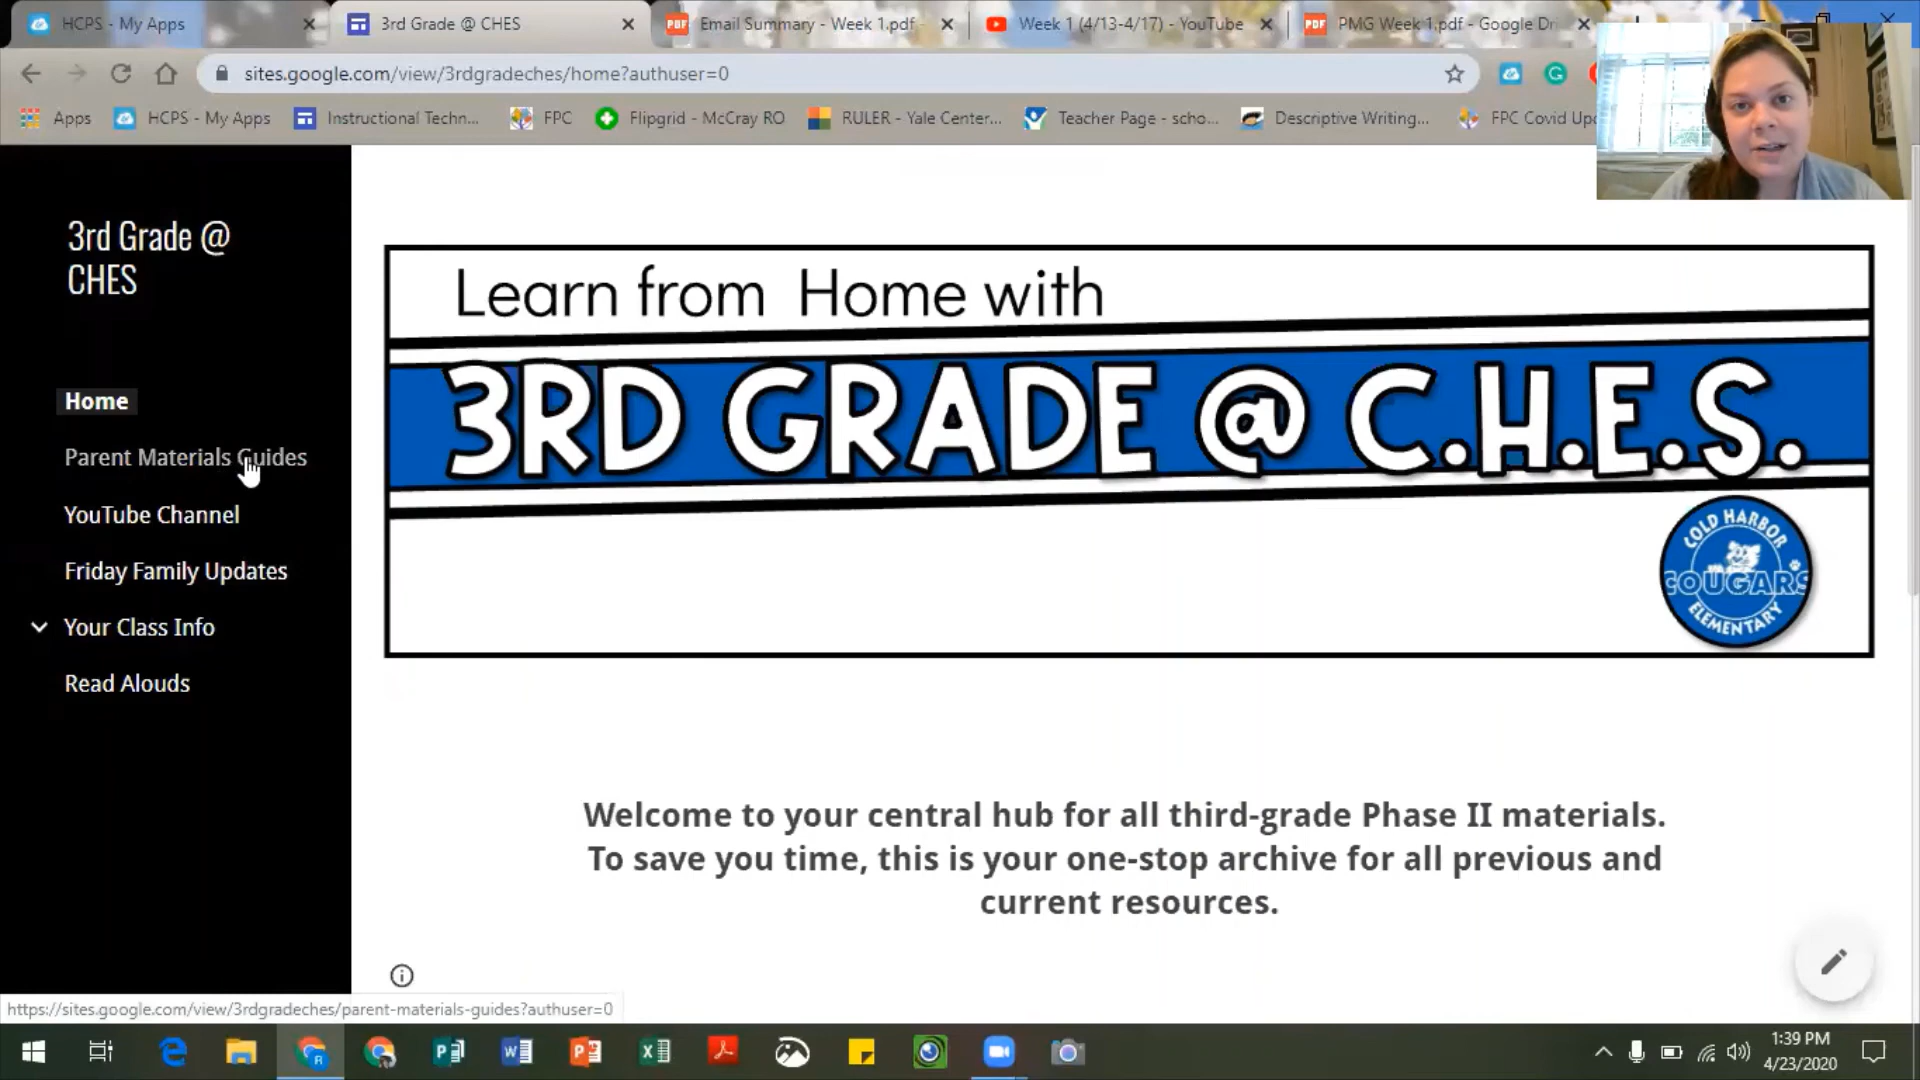 HCPS - My Apps
3rd Grade @ CHES
Email Summary - Week 1.pdf -
Week 1 (4/13-4/17) - YouTube
PMG Week 1.pdf - Google Dri
sites.google.com/view/3rdgradeches/home?authuser=0
Apps
HCPS - My Apps
Instructional Techn...
FPC
Flipgrid - McCray RO
RULER - Yale Center...
Teacher Page - scho...
Descriptive Writing...
FPC Covid Up
3rd Grade @
CHES
Home
Parent Materials Guides
YouTube Channel
Friday Family Updates
Your Class Info
Read Alouds
Learn from Home with
3RD GRADE @ C.H.E.S.
COLD HARBOR
COUGARS
ELEMENTARY
Welcome to your central hub for all third-grade Phase II materials.
To save you time, this is your one-stop archive for all previous and
current resources.
https://sites.google.com/view/3rdgradeches/parent-materials-guides?authuser=0
1:39 PM
4/23/2020